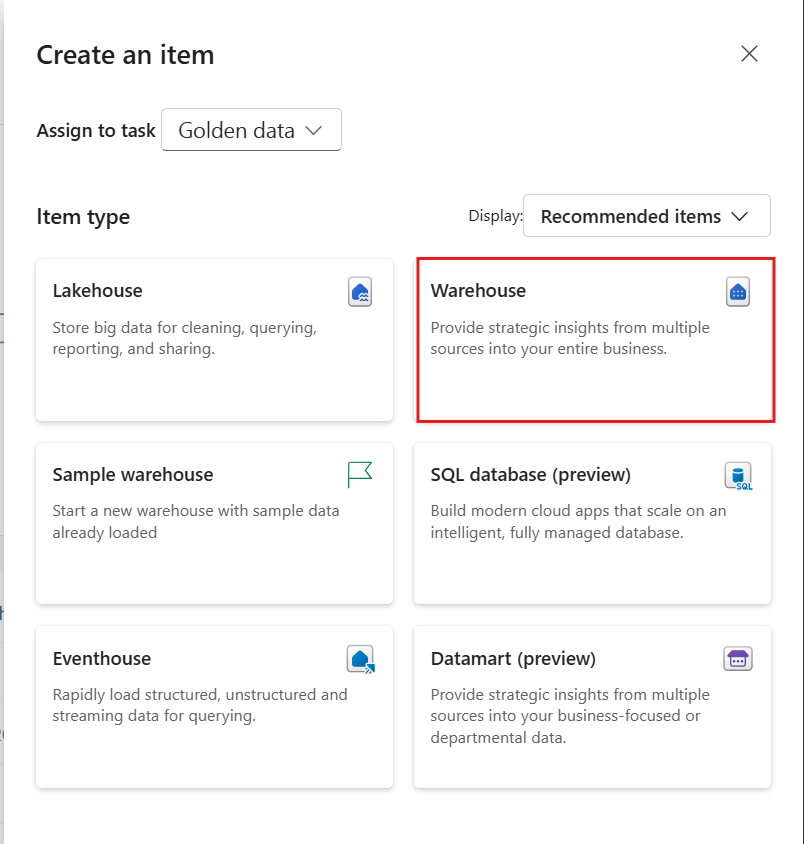 Create an item
Assign to task Golden data
Item type
Display: Recommended items
Lakehouse
Store big data for cleaning, querying,
reporting, and sharing.
Warehouse
Provide strategic insights from multiple
sources into your entire business.
Sample warehouse
Start a new warehouse with sample data
already loaded
SQL database (preview)
SQL
Build modern cloud apps that scale on an
intelligent, fully managed database.
Eventhouse
Rapidly load structured, unstructured and
streaming data for querying.
Datamart (preview)
Provide strategic insights from multiple
sources into your business-focused or
departmental data.